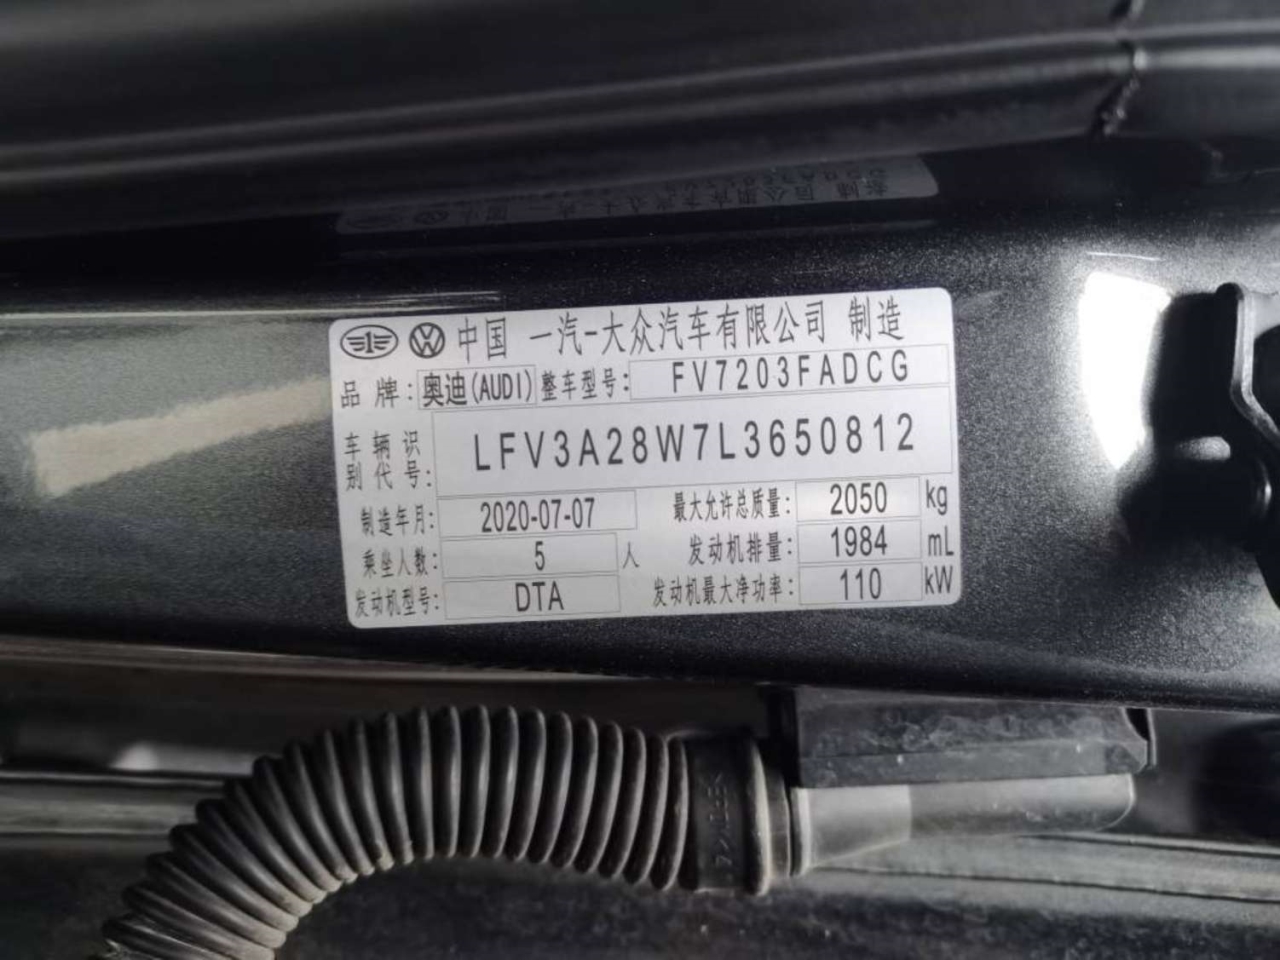 中国 一汽-大众汽车有限公司 制造
品牌: 奥迪(AUDI) 整车型号: FV7203FADCG
车辆识别代号: LFV3A28W7L3650812
制造年月: 2020-07-07 最大允许总质量: 2050 kg
乘坐人数: 5 人 发动机排量: 1984 mL
发动机型号: DTA 发动机最大净功率: 110 kW